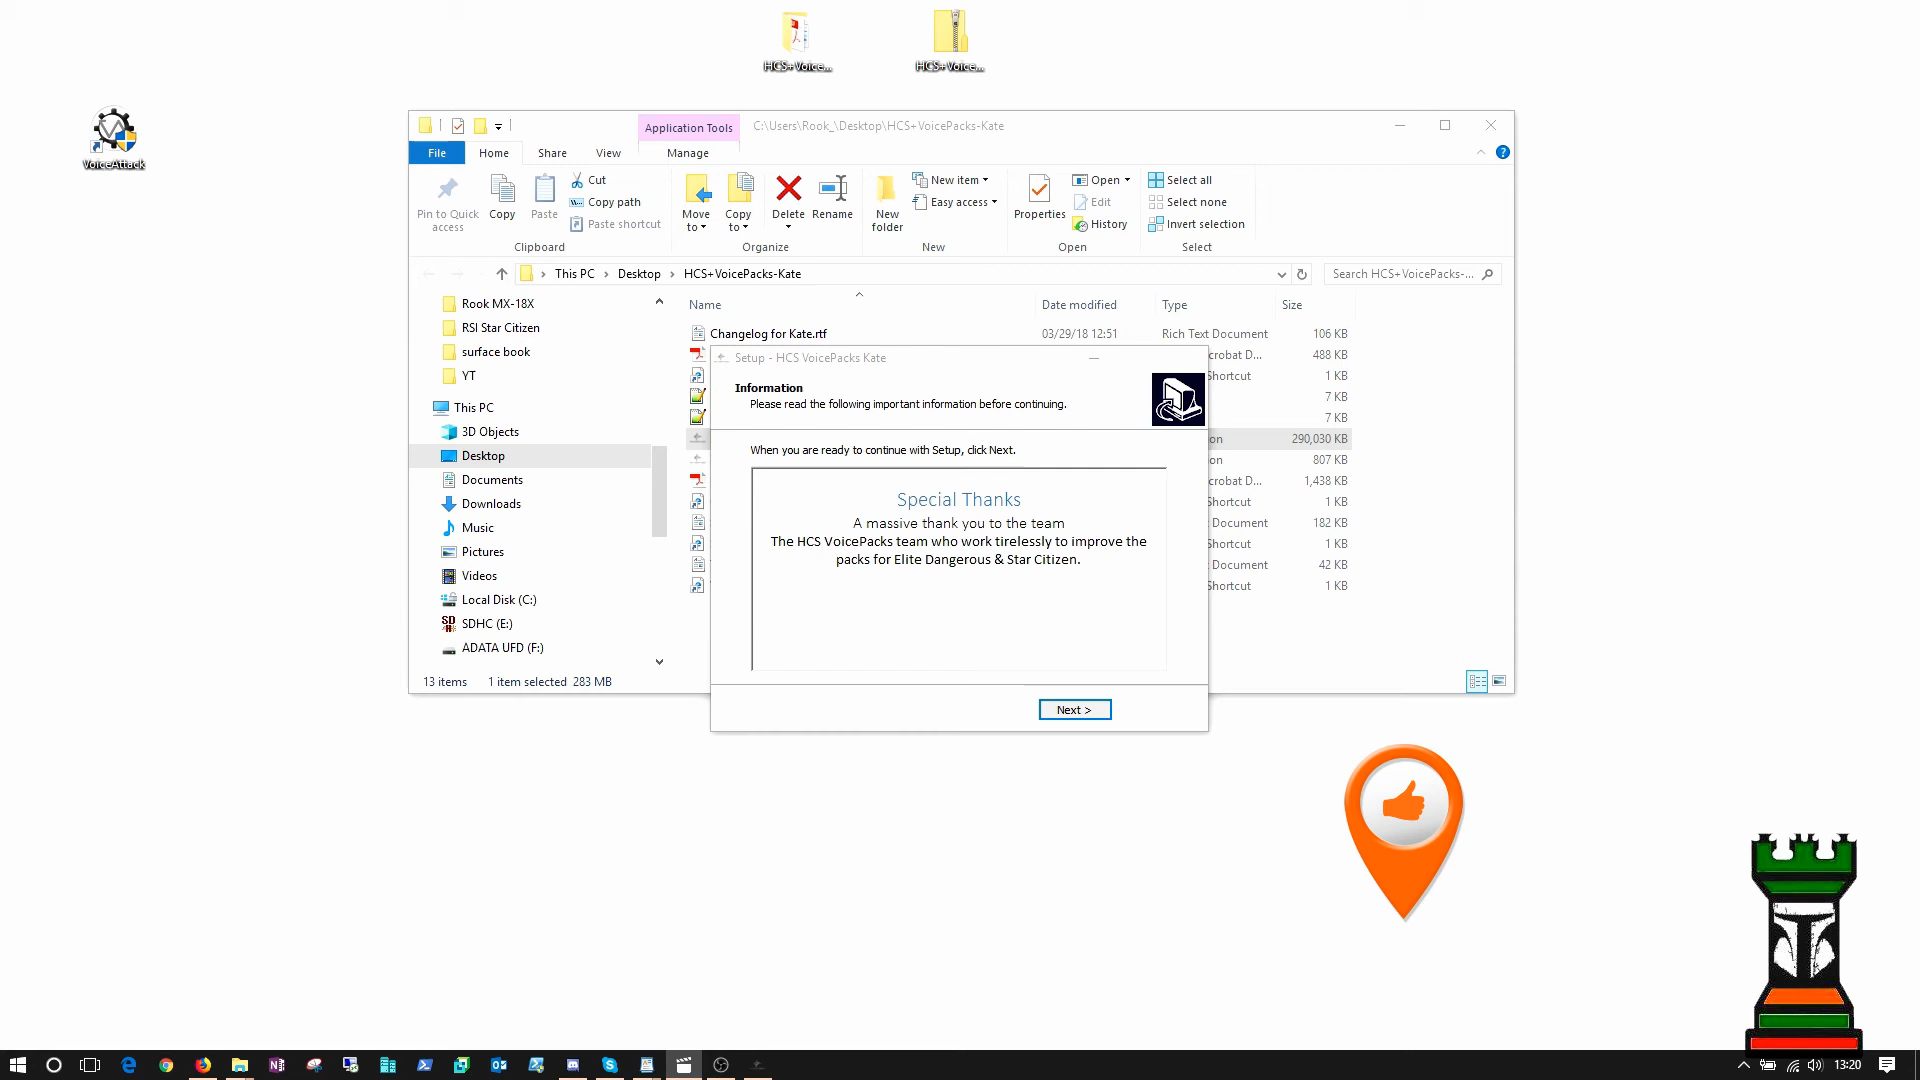 HCS+Voice...
HCS+Voice...
VoiceAttack
Application Tools
C:\Users\Rook_\Desktop\HCS+VoicePacks-Kate
File
Home
Share
View
Manage
Pin to Quick access
Copy
Paste
Cut
Copy path
Paste shortcut
Clipboard
Move to
Copy to
Delete
Rename
Organize
New folder
New item
Easy access
New
Properties
Open
Edit
History
Open
Select all
Select none
Invert selection
Select
This PC > Desktop > HCS+VoicePacks-Kate
Search HCS+VoicePacks-...
Rook MX-18X
RSI Star Citizen
surface book
YT
This PC
3D Objects
Desktop
Documents
Downloads
Music
Pictures
Videos
Local Disk (C:)
SDHC (E:)
ADATA UFD (F:)
Name Date modified Type Size
Changelog for Kate.rtf 03/29/18 12:51 Rich Text Document 106 KB
crobat D... 488 KB
Shortcut 1 KB
7 KB
7 KB
on 290,030 KB
on 807 KB
crobat D... 1,438 KB
Shortcut 1 KB
Document 182 KB
Shortcut 1 KB
Document 42 KB
Shortcut 1 KB
Setup - HCS VoicePacks Kate
Information
Please read the following important information before continuing.
When you are ready to continue with Setup, click Next.
Special Thanks
A massive thank you to the team
The HCS VoicePacks team who work tirelessly to improve the
packs for Elite Dangerous & Star Citizen.
Next >
13 items 1 item selected 283 MB
13:20